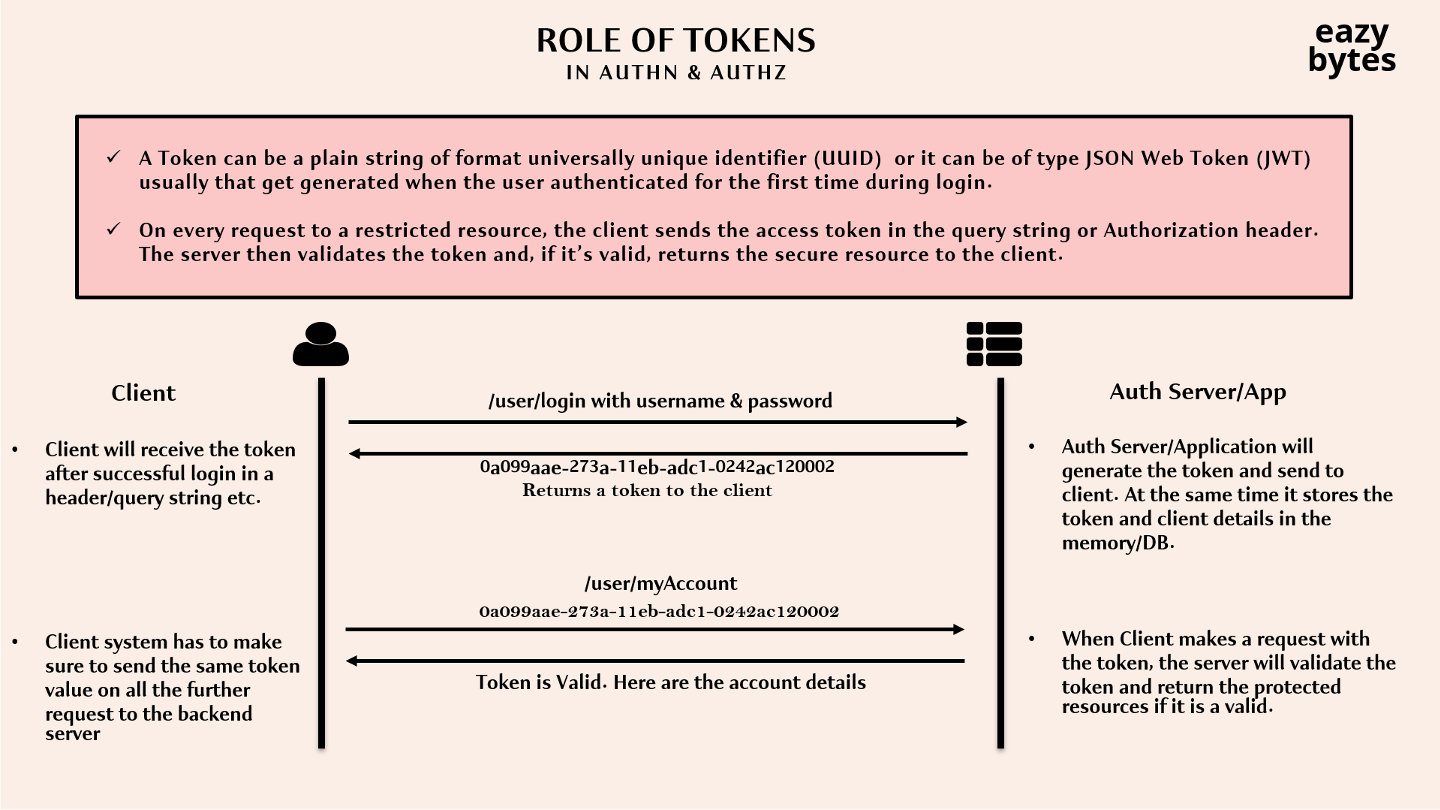 ROLE OF TOKENS
IN AUTHN & AUTHZ
eazy
bytes
✓ A Token can be a plain string of format universally unique identifier (UUID)  or it can be of type JSON Web Token (JWT)
usually that get generated when the user authenticated for the first time during login.
✓ On every request to a restricted resource, the client sends the access token in the query string or Authorization header.
The server then validates the token and, if it's valid, returns the secure resource to the client.
Client
• Client will receive the token
after successful login in a
header/query string etc.
• Client system has to make
sure to send the same token
value on all the further
request to the backend
server
/user/login with username & password
0a099aae-273a-11eb-adc1-0242ac120002
Returns a token to the client
/user/myAccount
0a099aae-273a-11eb-adc1-0242ac120002
Token is Valid. Here are the account details
Auth Server/App
• Auth Server/Application will
generate the token and send to
client. At the same time it stores the
token and client details in the
memory/DB.
• When Client makes a request with
the token, the server will validate the
token and return the protected
resources if it is a valid.